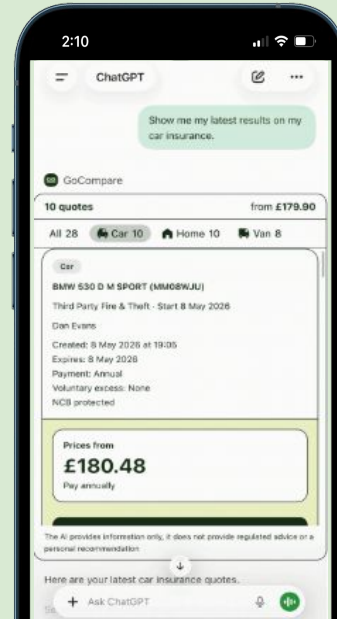 2:10
ChatGPT
Show me my latest results on my
car insurance.
GoCompare
10 quotes from £179.90
All 28 Car 10 Home 10 Van 8
Car
BMW 530 D M SPORT (MM08WJU)
Third Party Fire & Theft - Start 8 May 2026
Dan Evans
Created: 8 May 2026 at 19:05
Expires: 8 May 2026
Payment: Annual
Voluntary excess: None
NCB protected
Prices from
£180.48
Pay annually
The AI provides information only, it does not provide regulated advice or a
personal recommendation
Here are your latest car insurance quotes.
Ask ChatGPT